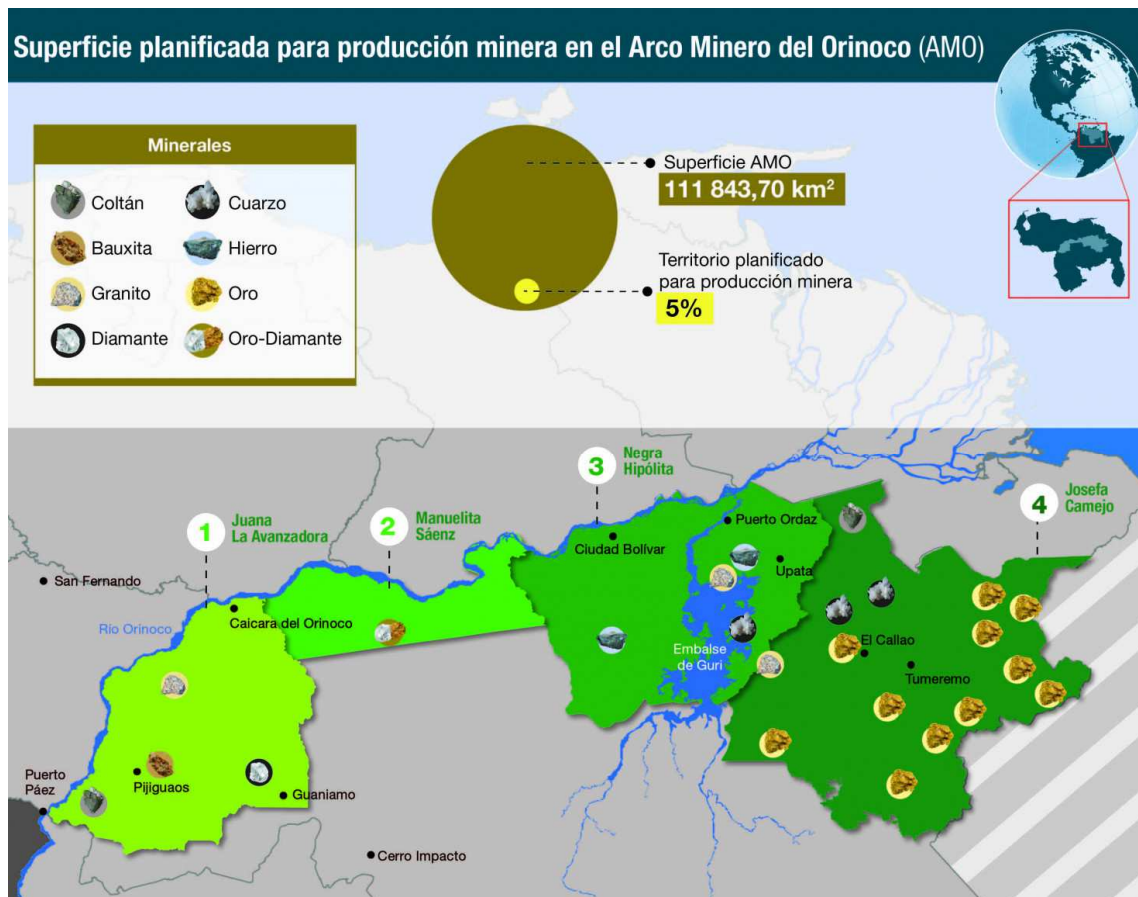 Superficie planificada para producción minera en el Arco Minero del Orinoco (AMO)
Minerales
Coltán
Cuarzo
Bauxita
Hierro
Granito
Oro
Diamante
Oro-Diamante
Superficie AMO
111 843,70 km²
Territorio planificado
para producción minera
5%
1
Juana
La Avanzadora
2
Manuelita
Sáenz
3
Negra
Hipólita
4
Josefa
Camejo
San Fernando
Río Orinoco
Caicara del Orinoco
Ciudad Bolívar
Puerto Ordaz
Upata
Embalse
de Guri
El Callao
Tumeremo
Puerto
Páez
Pijiguaos
Guaniamo
Cerro Impacto